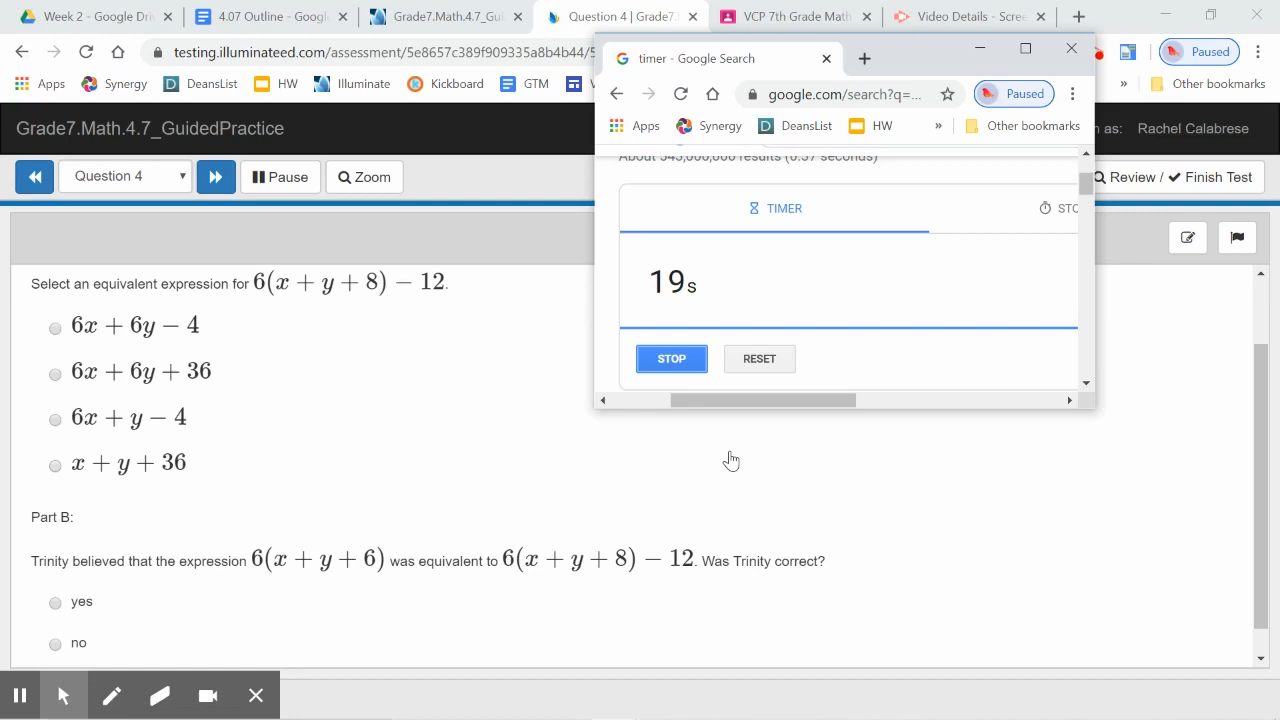 Week 2 - Google Driv
4.07 Outline - Googl
Grade7.Math.4.7_Gui
Question 4 | Grade7.
VCP 7th Grade Math
Video Details - Scree
testing.illuminateed.com/assessment/5e8657c389f909335a8b4b44/5
Paused
Apps
Synergy
DeansList
HW
Illuminate
Kickboard
GTM
»
Other bookmarks
timer - Google Search
google.com/search?q=...
Paused
Apps
Synergy
DeansList
HW
»
Other bookmarks
Grade7.Math.4.7_GuidedPractice
n as: Rachel Calabrese
Question 4
Pause
Zoom
Review / ✔ Finish Test
TIMER
STO
19s
STOP
RESET
Select an equivalent expression for 6(x + y + 8) − 12.
6x + 6y − 4
6x + 6y + 36
6x + y − 4
x + y + 36
Part B:
Trinity believed that the expression 6(x + y + 6) was equivalent to 6(x + y + 8) − 12. Was Trinity correct?
yes
no